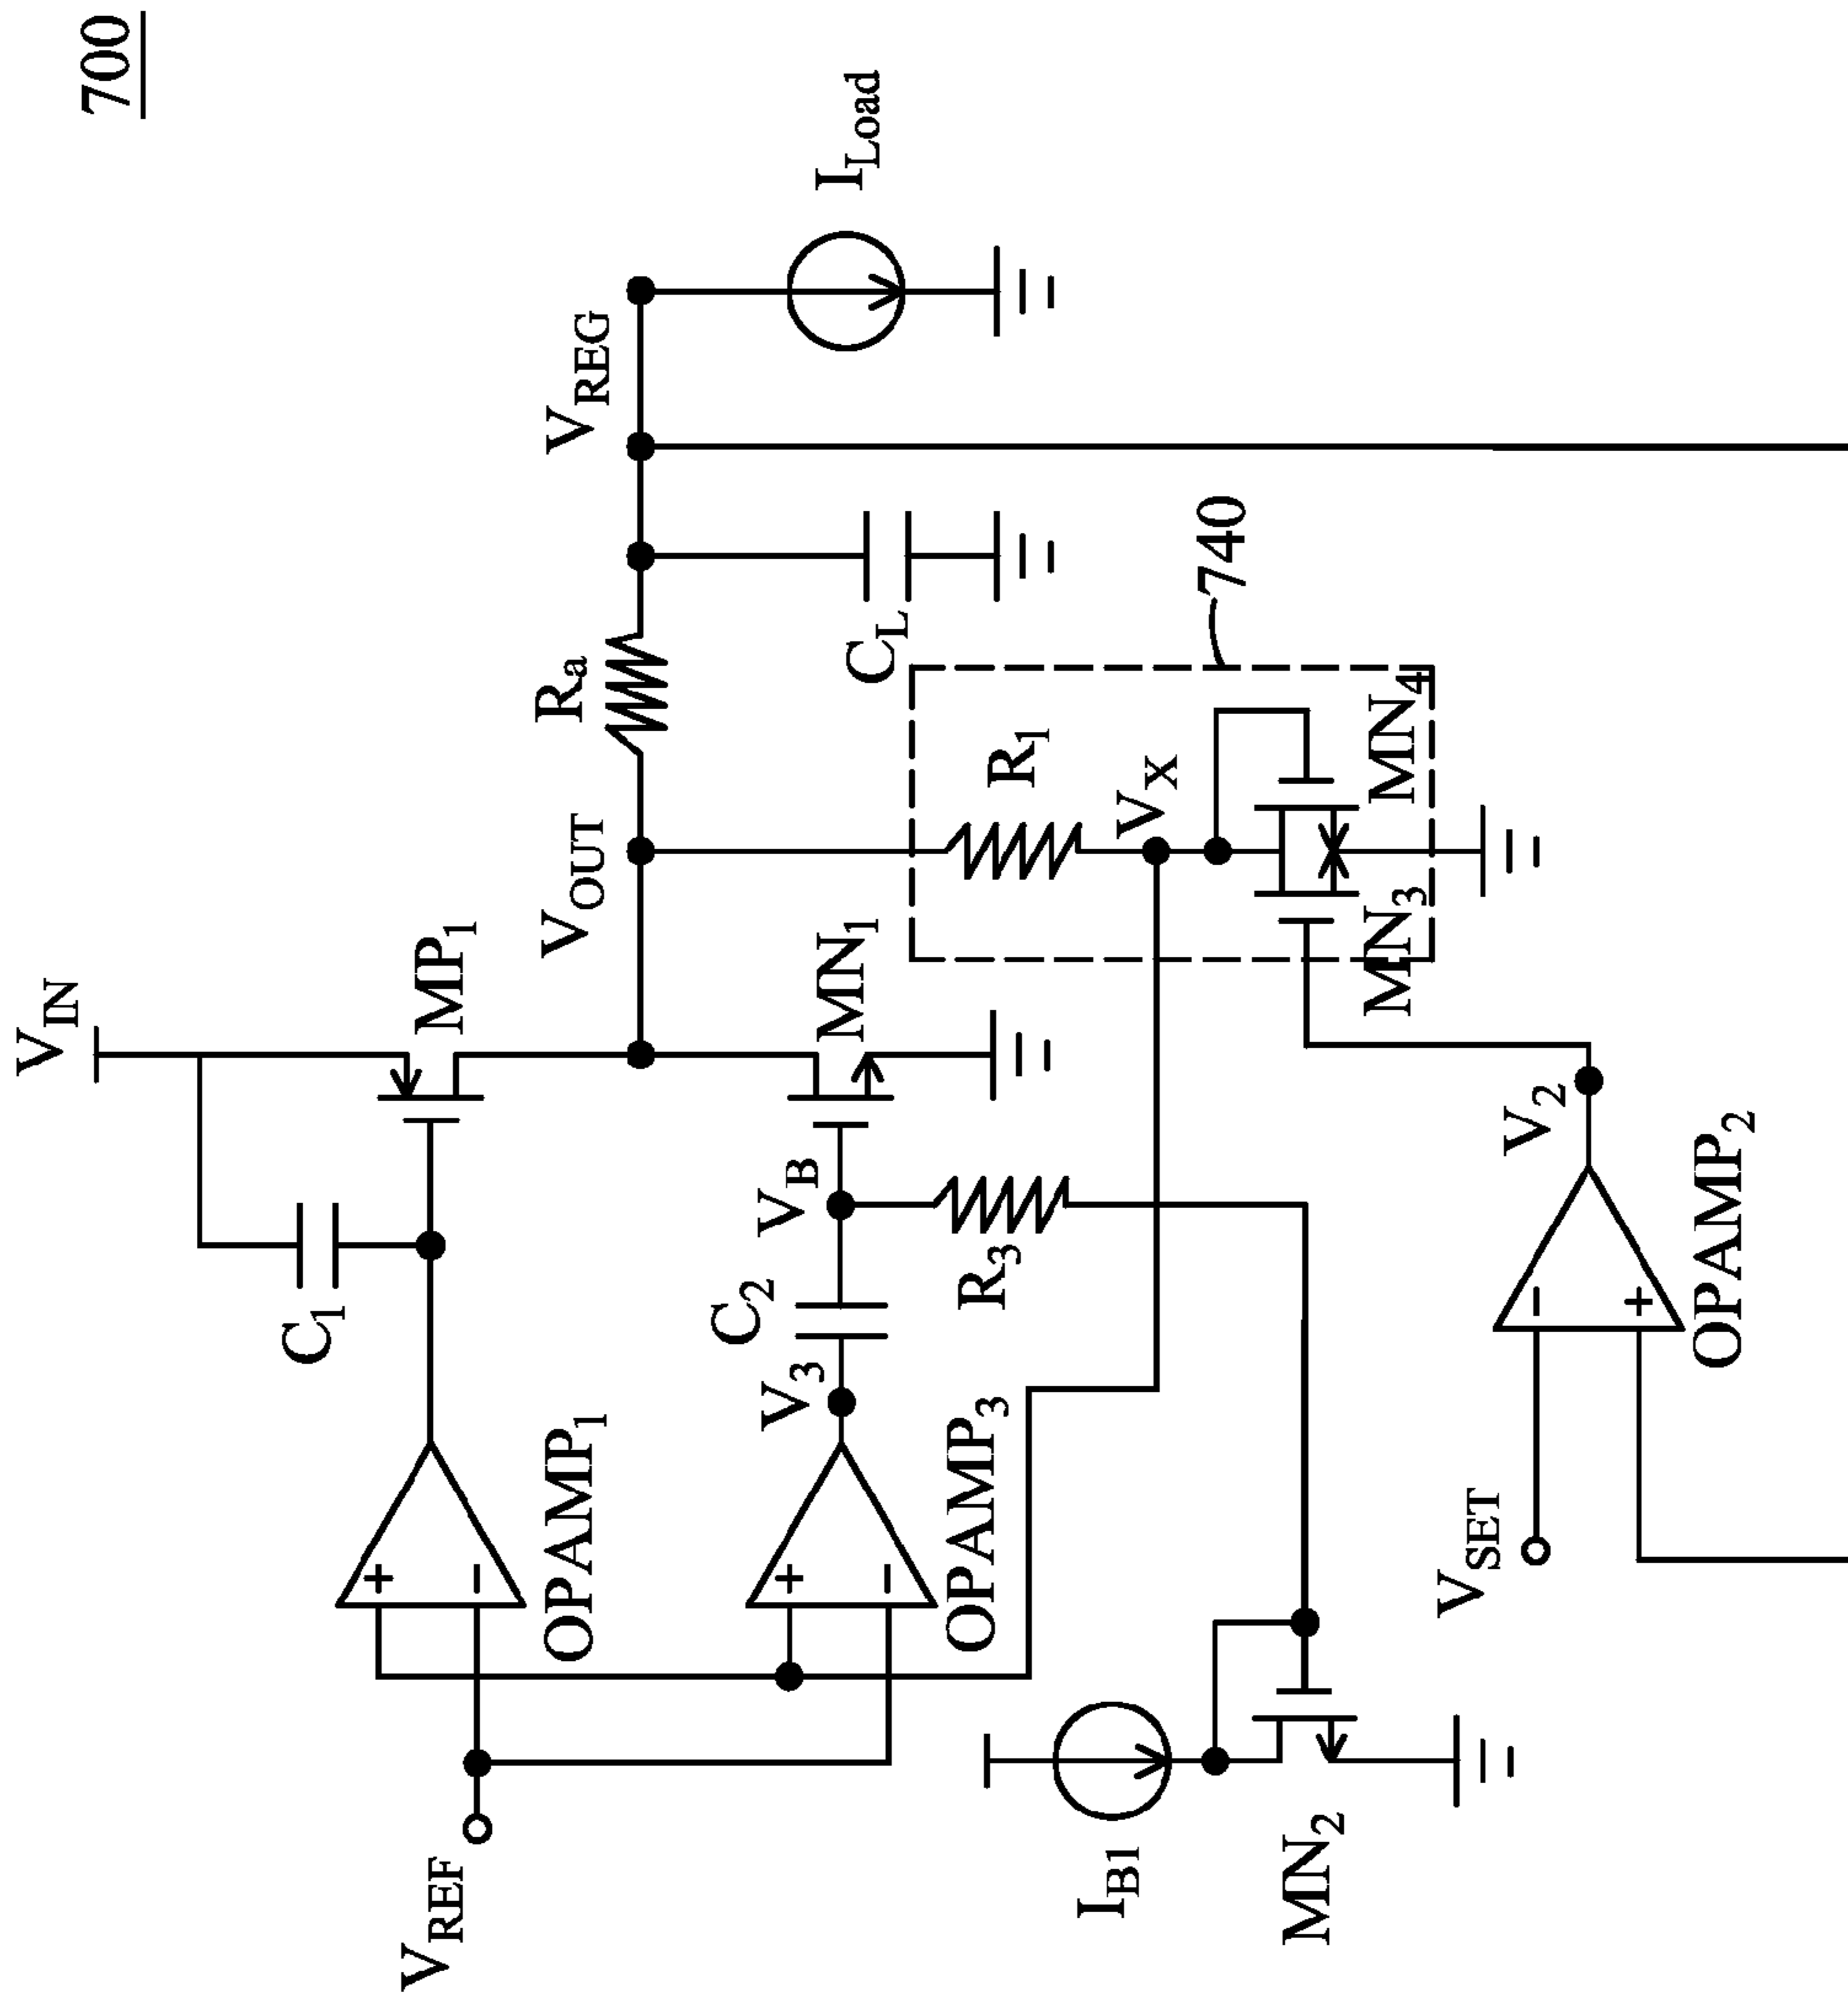 700
V_IN
C_1
MP_1
V_REF
+
-
OPAMP_1
V_OUT
R_a
V_REG
I_Load
C_L
V_3
C_2
V_B
MN_1
+
-
OPAMP_3
R_3
R_1
V_X
740
I_B1
MN_2
MN_3
MN_4
V_SET
-
+
V_2
OPAMP_2